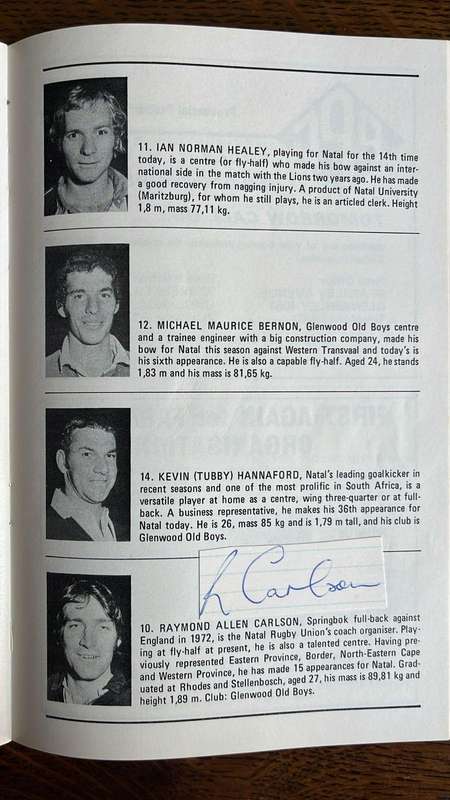 11. IAN NORMAN HEALEY, playing for Natal for the 14th time
today, is a centre (or fly-half) who made his bow against an inter-
national side in the match with the Lions two years ago. He has made
a good recovery from nagging injury. A product of Natal University
(Maritzburg), for whom he still plays, he is an articled clerk. Height
1,8 m, mass 77,11 kg.
12. MICHAEL MAURICE BERNON, Glenwood Old Boys centre
and a trainee engineer with a big construction company, made his
bow for Natal this season against Western Transvaal and today's is
his sixth appearance. He is also a capable fly-half. Aged 24, he stands
1,83 m and his mass is 81,65 kg.
14. KEVIN (TUBBY) HANNAFORD, Natal's leading goalkicker in
recent seasons and one of the most prolific in South Africa, is a
versatile player at home as a centre, wing three-quarter or at full-
back. A business representative, he makes his 36th appearance for
Natal today. He is 26, mass 85 kg and is 1,79 m tall, and his club is
Glenwood Old Boys.
R Carlson
10. RAYMOND ALLEN CARLSON, Springbok full-back against
England in 1972, is the Natal Rugby Union's coach organiser. Play-
ing at fly-half at present, he is also a talented centre. Having pre-
viously represented Eastern Province, Border, North-Eastern Cape
and Western Province, he has made 15 appearances for Natal. Grad-
uated at Rhodes and Stellenbosch, aged 27, his mass is 89,81 kg and
height 1,89 m. Club: Glenwood Old Boys.